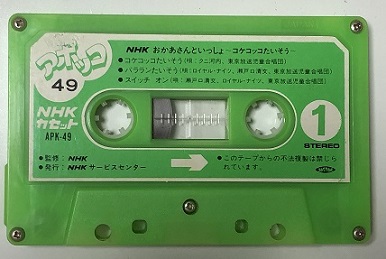 アポッコ
49
NHK
カセット
APK-49
NHK おかあさんといっしょ ～コケコッコたいそう～
●コケコッコたいそう(唄:クニ河内、東京放送児童合唱団)
●パラランたいそう(唄:ロイヤル・ナイツ、瀬戸口清文、東京放送児童合唱団)
●スイッチ オン(唄:瀬戸口清文、ロイヤル・ナイツ、東京放送児童合唱団)
1
STEREO
●監修:NHK
●発行:NHK サービスセンター
●このテープからの不法複製は禁じら
れています。